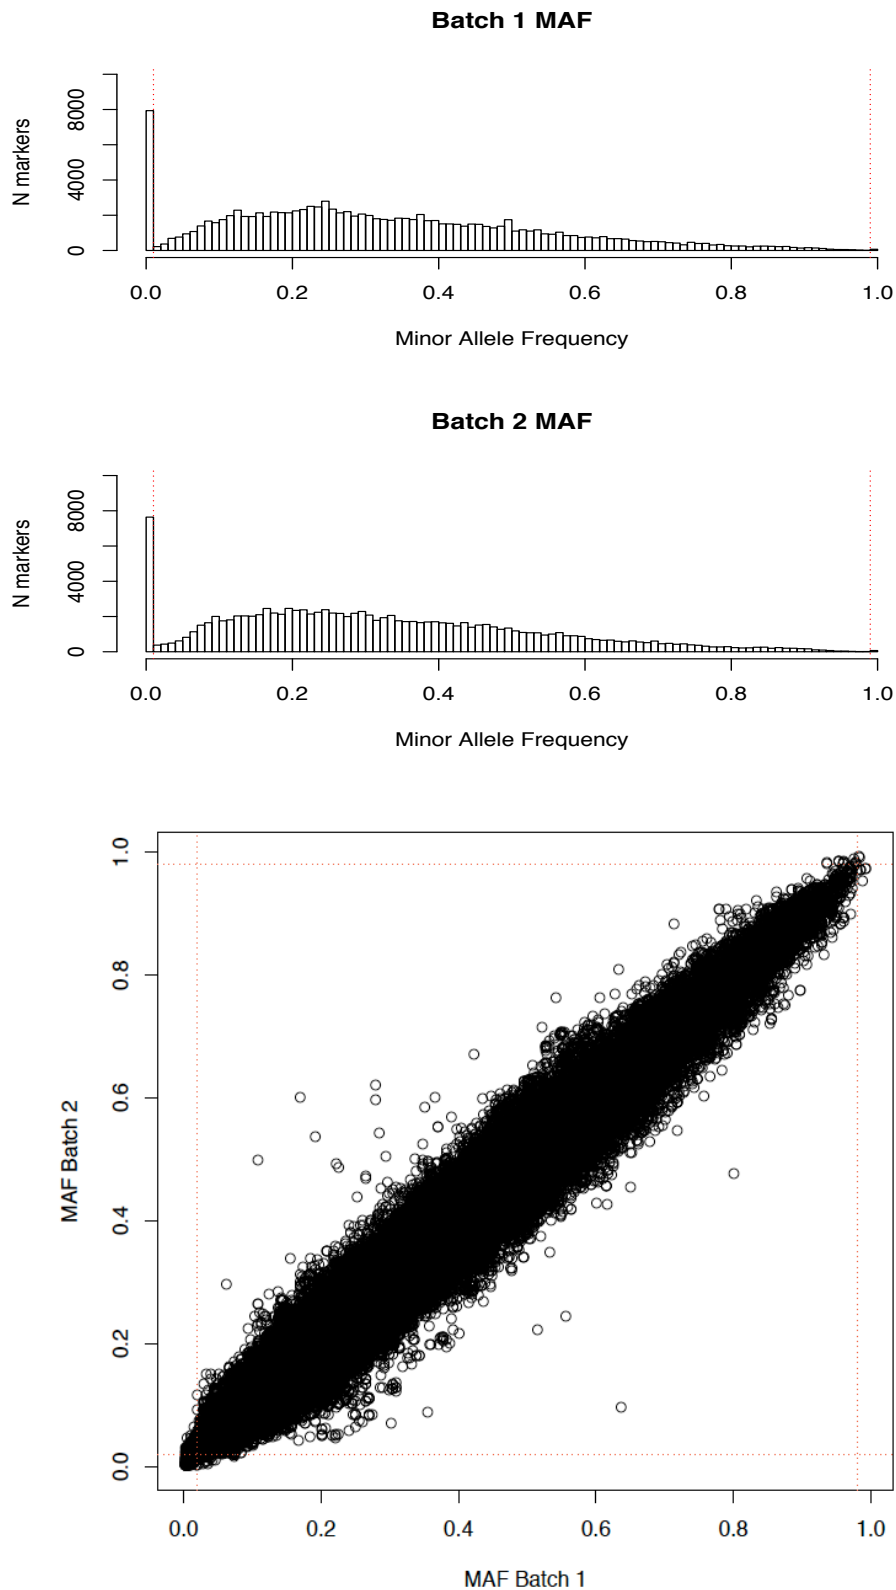 Batch 1 MAF
N markers
8000
4000
0
0.0 0.2 0.4 0.6 0.8 1.0
Minor Allele Frequency
Batch 2 MAF
N markers
8000
4000
0
0.0 0.2 0.4 0.6 0.8 1.0
Minor Allele Frequency
MAF Batch 2
1.0
0.8
0.6
0.4
0.2
0.0
0.0 0.2 0.4 0.6 0.8 1.0
MAF Batch 1